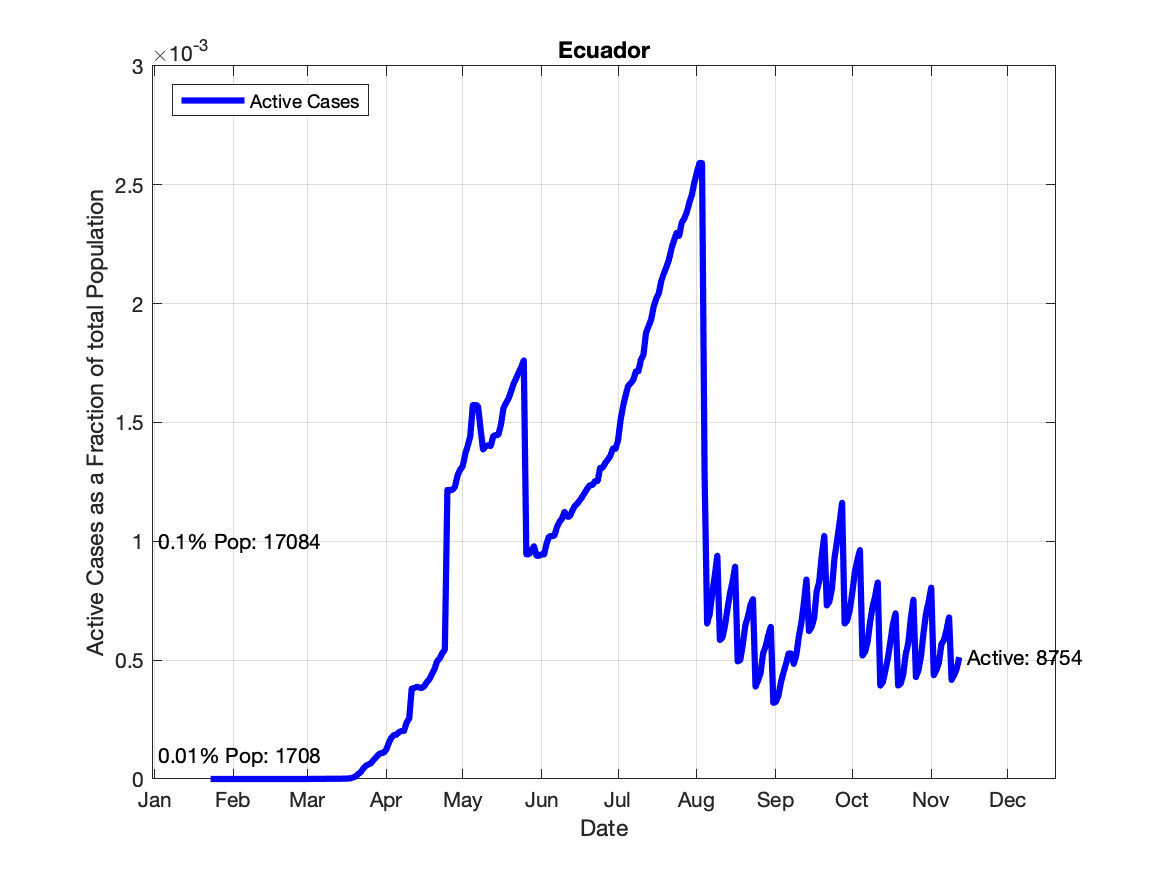 Ecuador
×10-3
Active Cases
3
2.5
2
1.5
1
0.5
0
Active Cases as a Fraction of total Population
0.1% Pop: 17084
0.01% Pop: 1708
Active: 8754
Jan Feb Mar Apr May Jun Jul Aug Sep Oct Nov Dec
Date